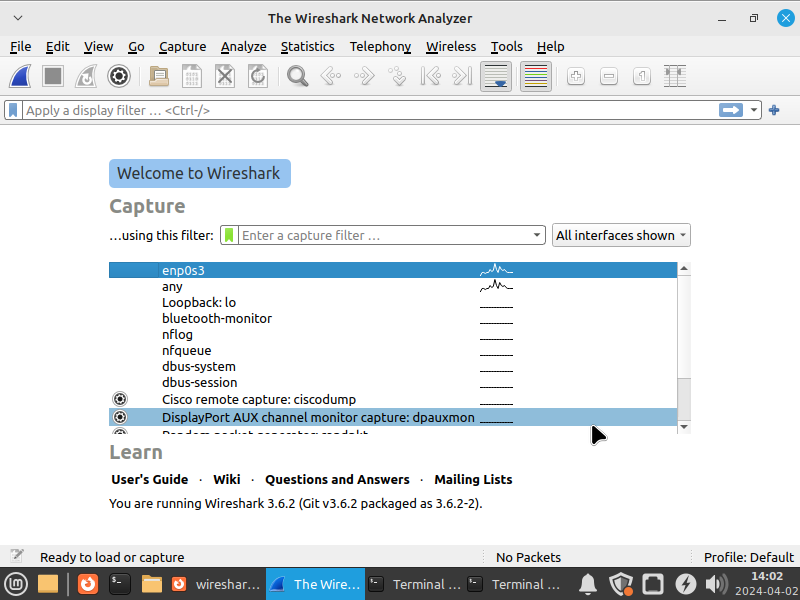 The Wireshark Network Analyzer
File Edit View Go Capture Analyze Statistics Telephony Wireless Tools Help
Apply a display filter … <Ctrl-/>
Welcome to Wireshark
Capture
…using this filter: Enter a capture filter … All interfaces shown
enp0s3
any
Loopback: lo
bluetooth-monitor
nflog
nfqueue
dbus-system
dbus-session
Cisco remote capture: ciscodump
DisplayPort AUX channel monitor capture: dpauxmon
Random packet generator: randpkt
Learn
User's Guide · Wiki · Questions and Answers · Mailing Lists
You are running Wireshark 3.6.2 (Git v3.6.2 packaged as 3.6.2-2).
Ready to load or capture No Packets Profile: Default
wireshar… The Wire… Terminal … Terminal … 14:02
2024-04-02